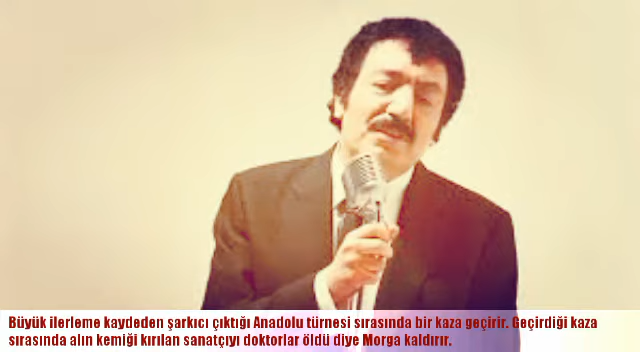 Büyük ilerleme kaydeden şarkıcı çıktığı Anadolu türnesi sırasında bir kaza geçirir. Geçirdiği kaza
sırasında alın kemiği kırılan sanatçıyı doktorlar öldü diye Morga kaldırır.